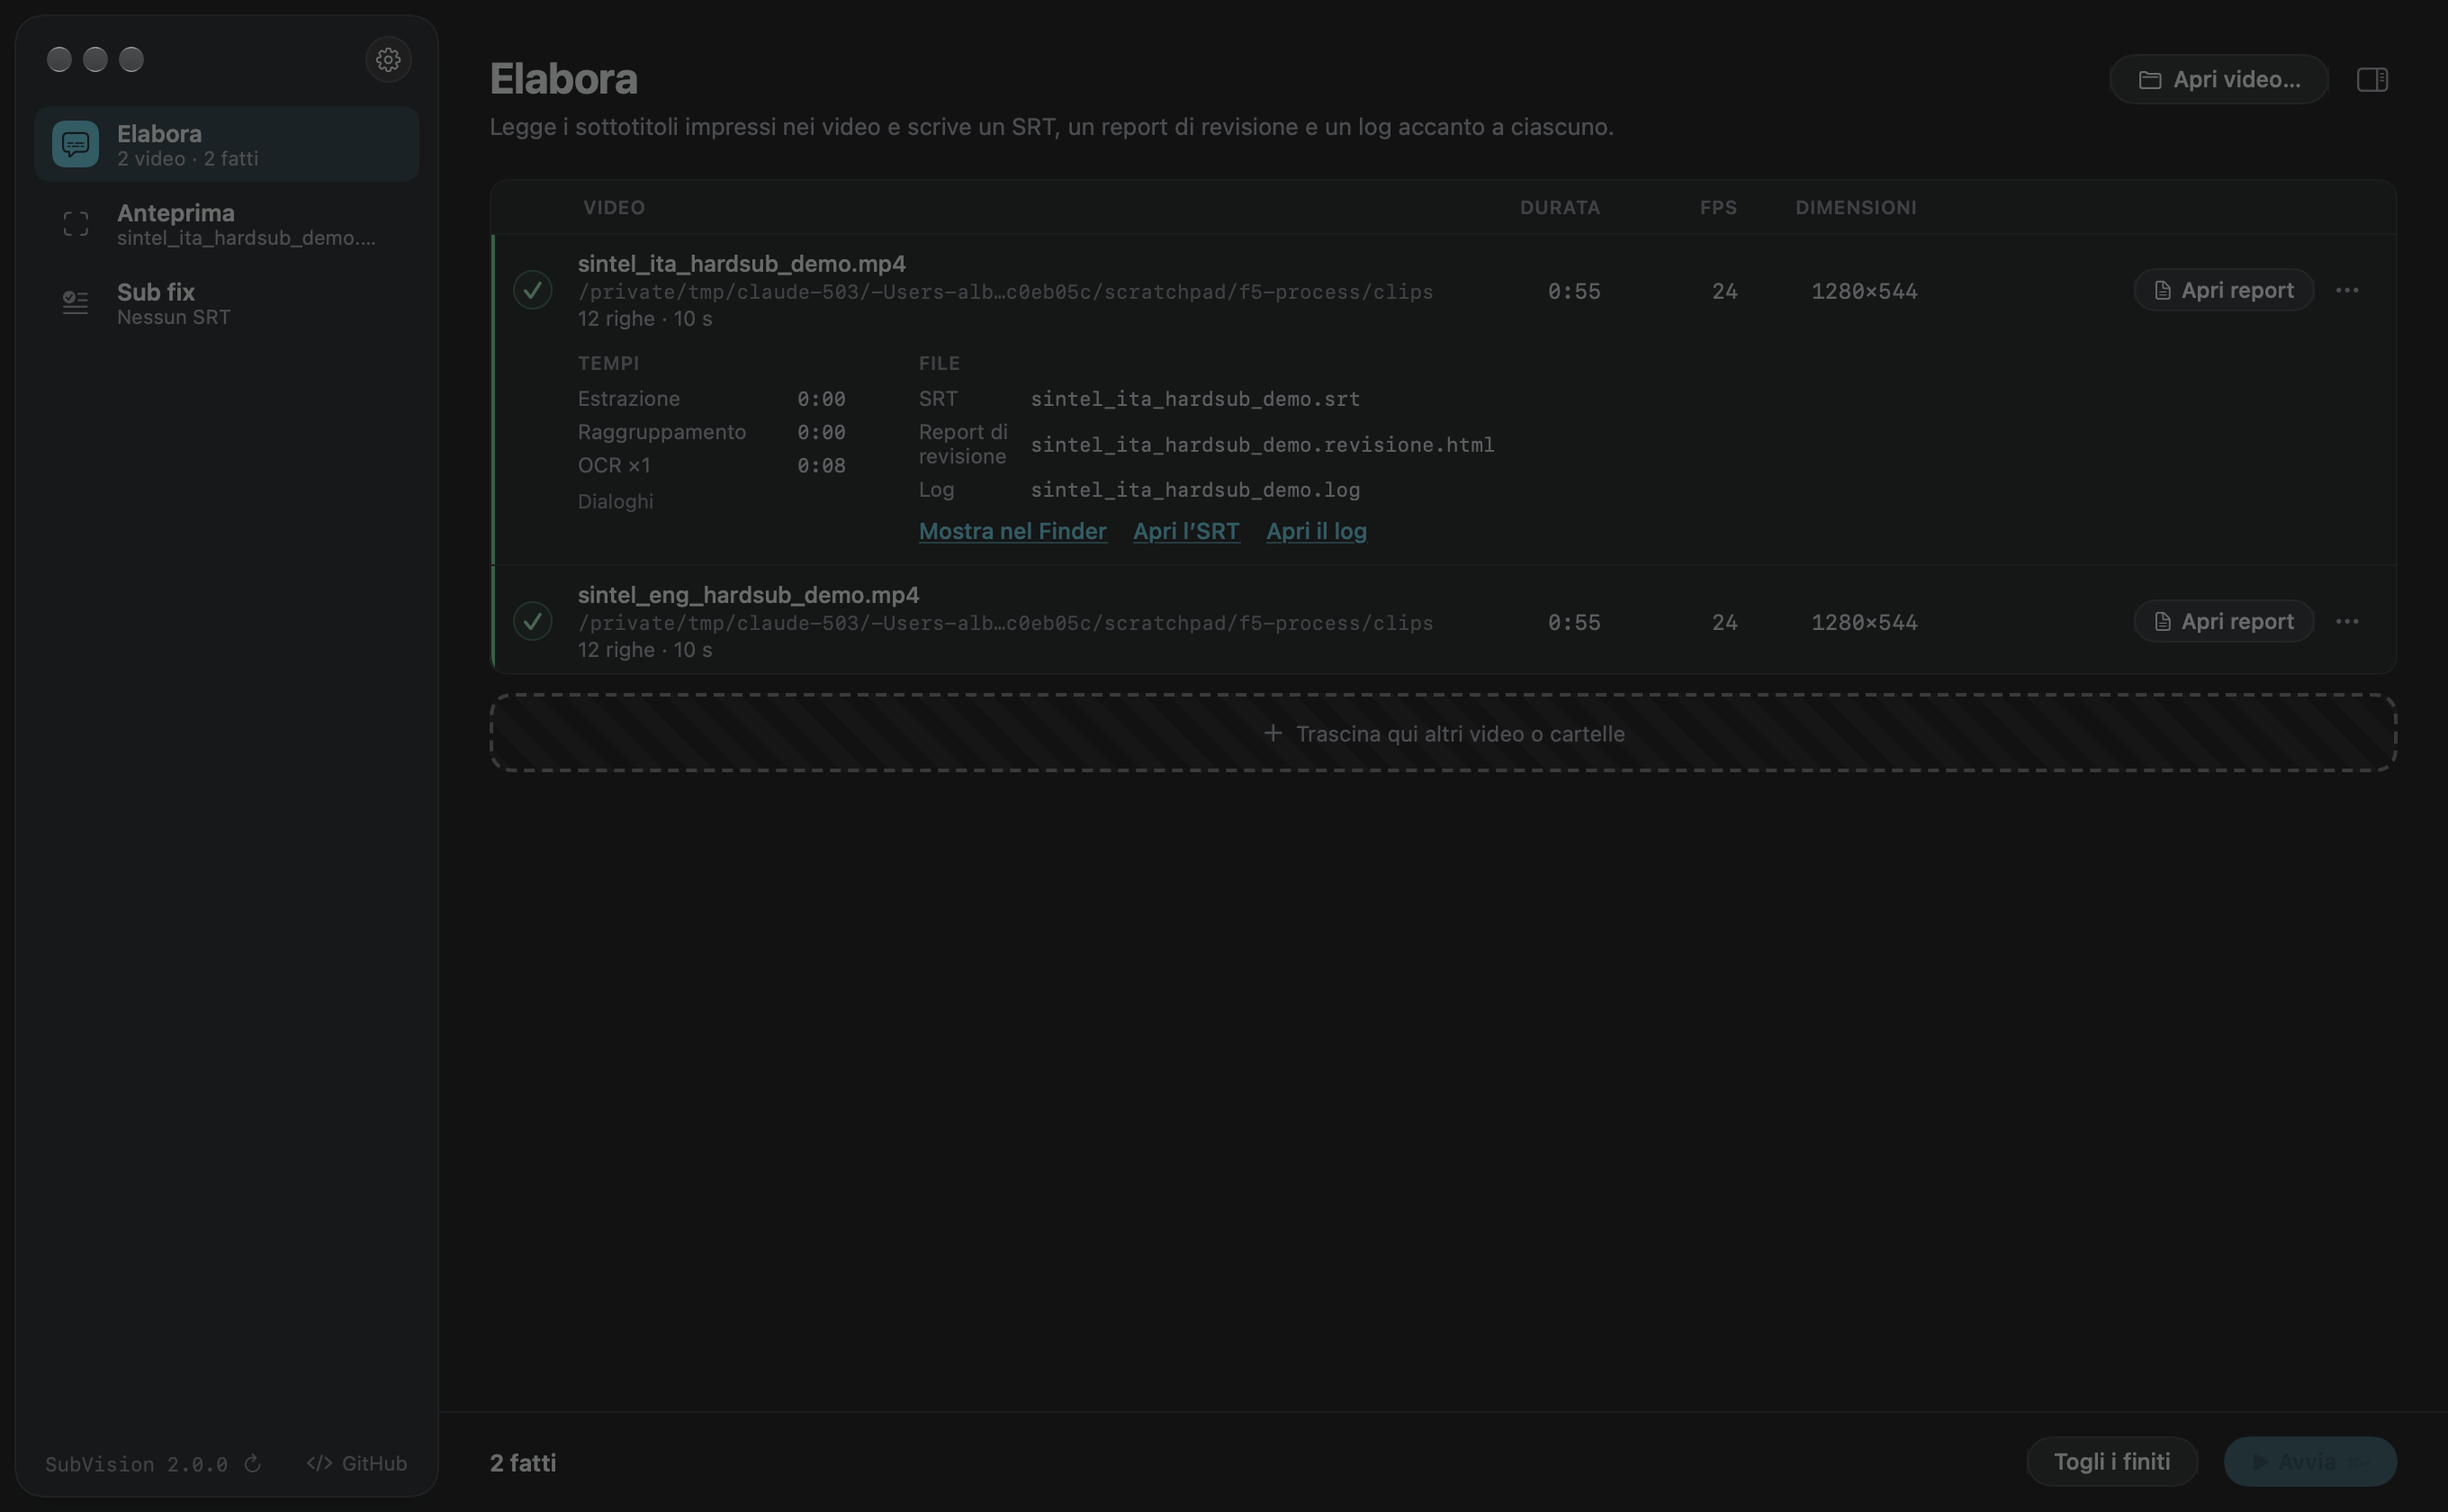 Elabora
2 video · 2 fatti
Anteprima
sintel_ita_hardsub_demo....
Sub fix
Nessun SRT
SubVision 2.0.0
</> GitHub
Elabora
Apri video...
Legge i sottotitoli impressi nei video e scrive un SRT, un report di revisione e un log accanto a ciascuno.
VIDEO DURATA FPS DIMENSIONI
sintel_ita_hardsub_demo.mp4
/private/tmp/claude-503/-Users-alb…c0eb05c/scratchpad/f5-process/clips
12 righe · 10 s
0:55 24 1280×544
Apri report
TEMPI
Estrazione 0:00
Raggruppamento 0:00
OCR ×1 0:08
Dialoghi
FILE
SRT sintel_ita_hardsub_demo.srt
Report di revisione sintel_ita_hardsub_demo.revisione.html
Log sintel_ita_hardsub_demo.log
Mostra nel Finder Apri l’SRT Apri il log
sintel_eng_hardsub_demo.mp4
/private/tmp/claude-503/-Users-alb…c0eb05c/scratchpad/f5-process/clips
12 righe · 10 s
0:55 24 1280×544
Apri report
+ Trascina qui altri video o cartelle
2 fatti
Togli i finiti
Avvia